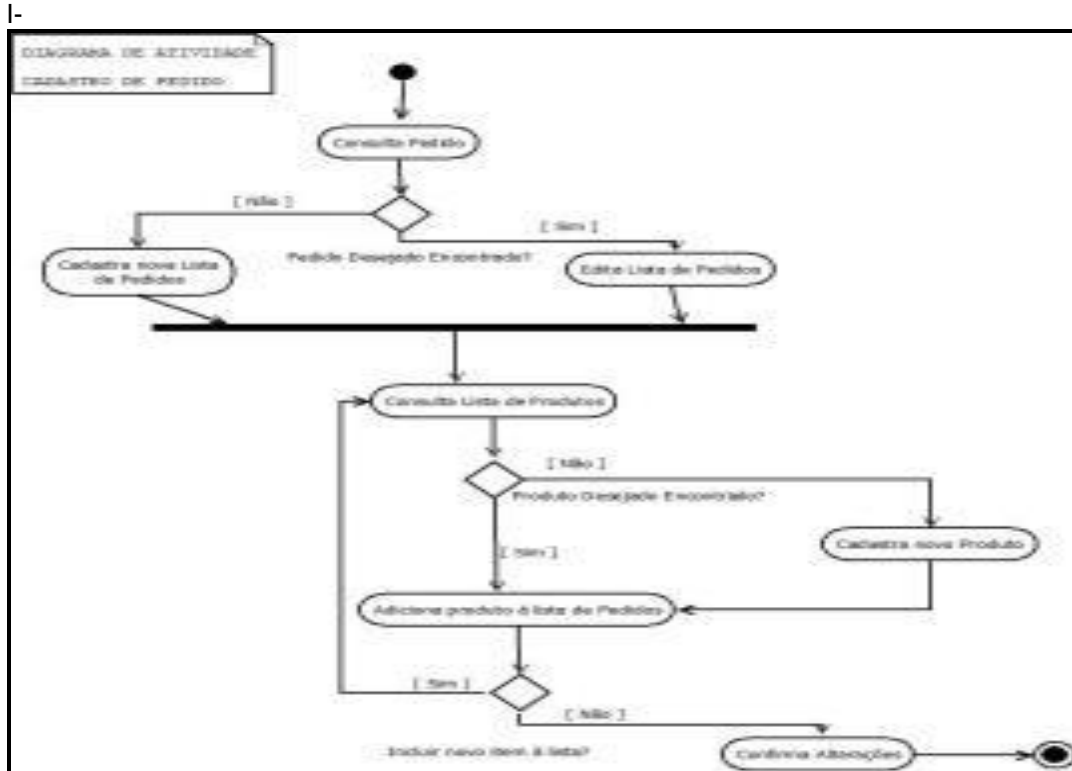 I-
DIAGRAMA DE ATIVIDADE
CADASTRO DE PEDIDO
Consulta Pedido
[ Não ]
[ Sim ]
Pedido Desejado Encontrado?
Cadastra nova Lista
de Pedidos
Edita Lista de Pedidos
Consulta Lista de Produtos
[ Não ]
Produto Desejado Encontrado?
[ Sim ]
Cadastra novo Produto
Adiciona produto à lista de Pedidos
[ Sim ]
[ Não ]
Incluir novo item à lista?
Confirma Alterações